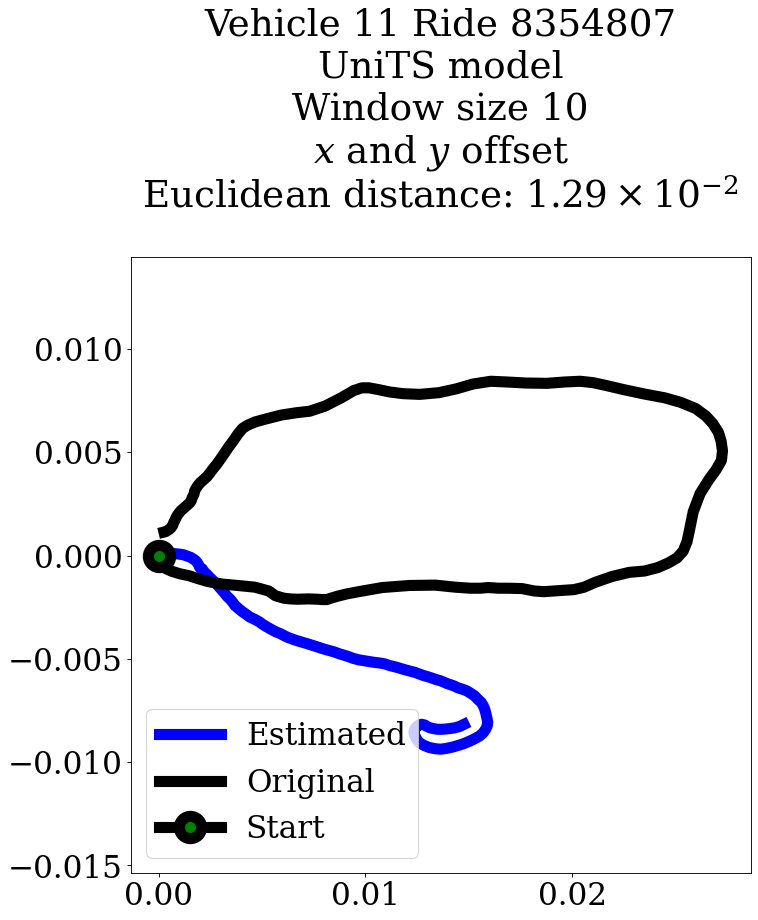 Vehicle 11 Ride 8354807
UniTS model
Window size 10
x and y offset
Euclidean distance: 1.29 × 10⁻²
0.010
0.005
0.000
−0.005
−0.010
−0.015
Estimated
Original
Start
0.00 0.01 0.02